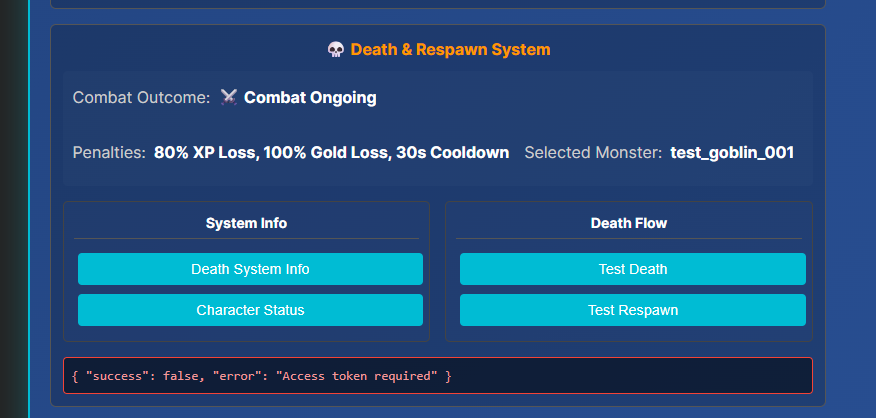 💀 Death & Respawn System
Combat Outcome: ⚔️ Combat Ongoing
Penalties: 80% XP Loss, 100% Gold Loss, 30s Cooldown Selected Monster: test_goblin_001
System Info
Death System Info
Character Status
Death Flow
Test Death
Test Respawn
{ "success": false, "error": "Access token required" }